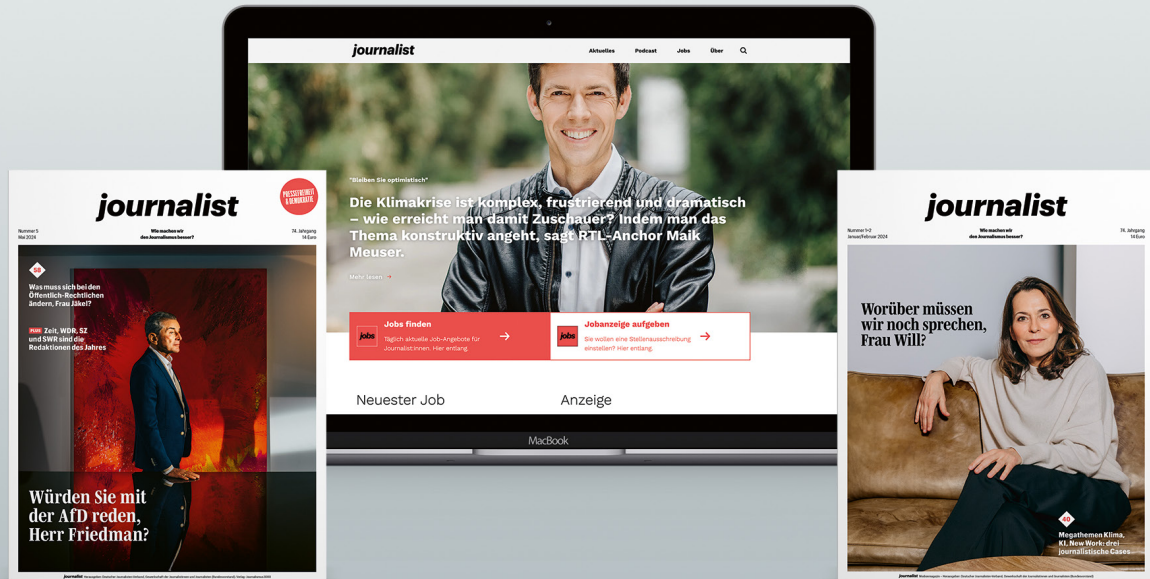 journalist
Aktuelles
Podcast
Jobs
Über
"Bleiben Sie optimistisch"
Die Klimakrise ist komplex, frustrierend und dramatisch
– wie erreicht man damit Zuschauer? Indem man das
Thema konstruktiv angeht, sagt RTL-Anchor Maik
Meuser.
Mehr lesen →
jobs
Jobs finden
Täglich aktuelle Job-Angebote für
Journalist:innen. Hier entlang.
jobs
Jobanzeige aufgeben
Sie wollen eine Stellenausschreibung
einstellen? Hier entlang.
Neuester Job
Anzeige
MacBook
PRESSEFREIHEIT
& DEMOKRATIE
journalist
Nummer 5
Mai 2024
Wie machen wir
den Journalismus besser?
74. Jahrgang
14 Euro
58
Was muss sich bei den
Öffentlich-Rechtlichen
ändern, Frau Jäkel?
PLUS Zeit, WDR, SZ
und SWR sind die
Redaktionen des Jahres
Würden Sie mit
der AfD reden,
Herr Friedman?
journalist
journalist
Nummer 1-2
Januar/Februar 2024
Wie machen wir
den Journalismus besser?
74. Jahrgang
14 Euro
Worüber müssen
wir noch sprechen,
Frau Will?
40
Megathemen Klima,
KI, New Work: drei
journalistische Cases
journalist